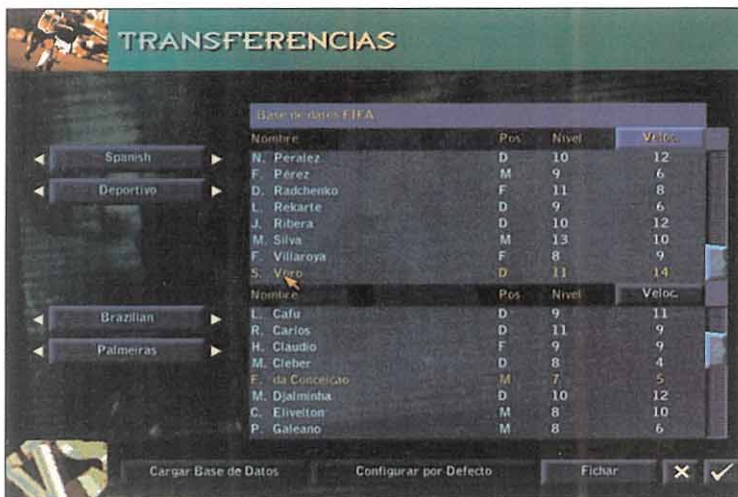 TRANSFERENCIAS
Base de datos FIFA
Nombre Pos Nivel Veloc.
Spanish
Deportivo
N. Peralez D 10 12
F. Pérez M 9 6
D. Radchenko F 11 8
L. Rekarte D 9 6
J. Ribera D 10 12
M. Silva M 13 10
F. Villaroya F 8 9
S. Voro D 11 14
Nombre Pos Nivel Veloc.
Brazilian
Palmeiras
L. Cafu D 9 11
R. Carlos D 11 9
H. Claudio F 9 9
M. Cleber D 8 4
F. da Conceicao M 7 5
M. Djalminha D 10 12
C. Elivelton M 8 10
P. Galeano M 8 6
Cargar Base de Datos Configurar por Defecto Fichar